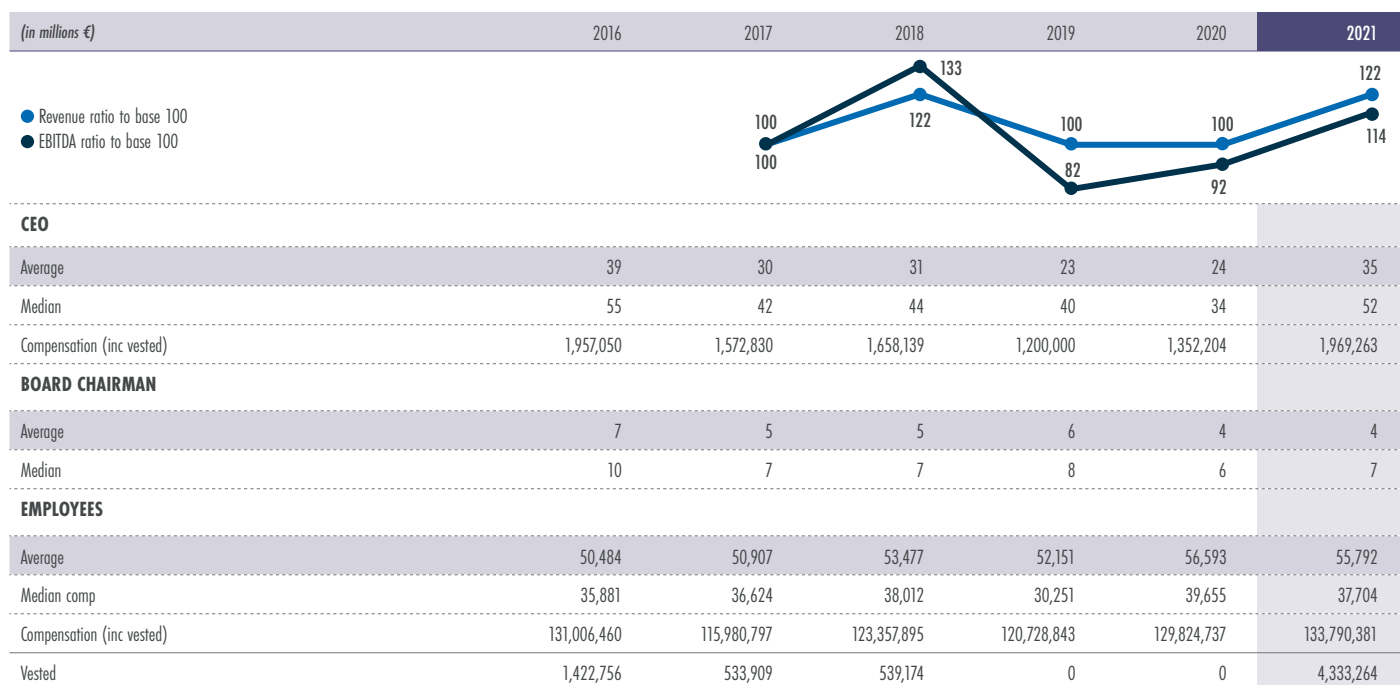 (in millions €) 2016 2017 2018 2019 2020 2021
133 122
Revenue ratio to base 100 100 122 100 100
EBITDA ratio to base 100 114
100 82 92
CEO
Average 39 30 31 23 24 35
Median 55 42 44 40 34 52
Compensation (inc vested) 1,957,050 1,572,830 1,658,139 1,200,000 1,352,204 1,969,263
BOARD CHAIRMAN
Average 7 5 5 6 4 4
Median 10 7 7 8 6 7
EMPLOYEES
Average 50,484 50,907 53,477 52,151 56,593 55,792
Median comp 35,881 36,624 38,012 30,251 39,655 37,704
Compensation (inc vested) 131,006,460 115,980,797 123,357,895 120,728,843 129,824,737 133,790,381
Vested 1,422,756 533,909 539,174 0 0 4,333,264